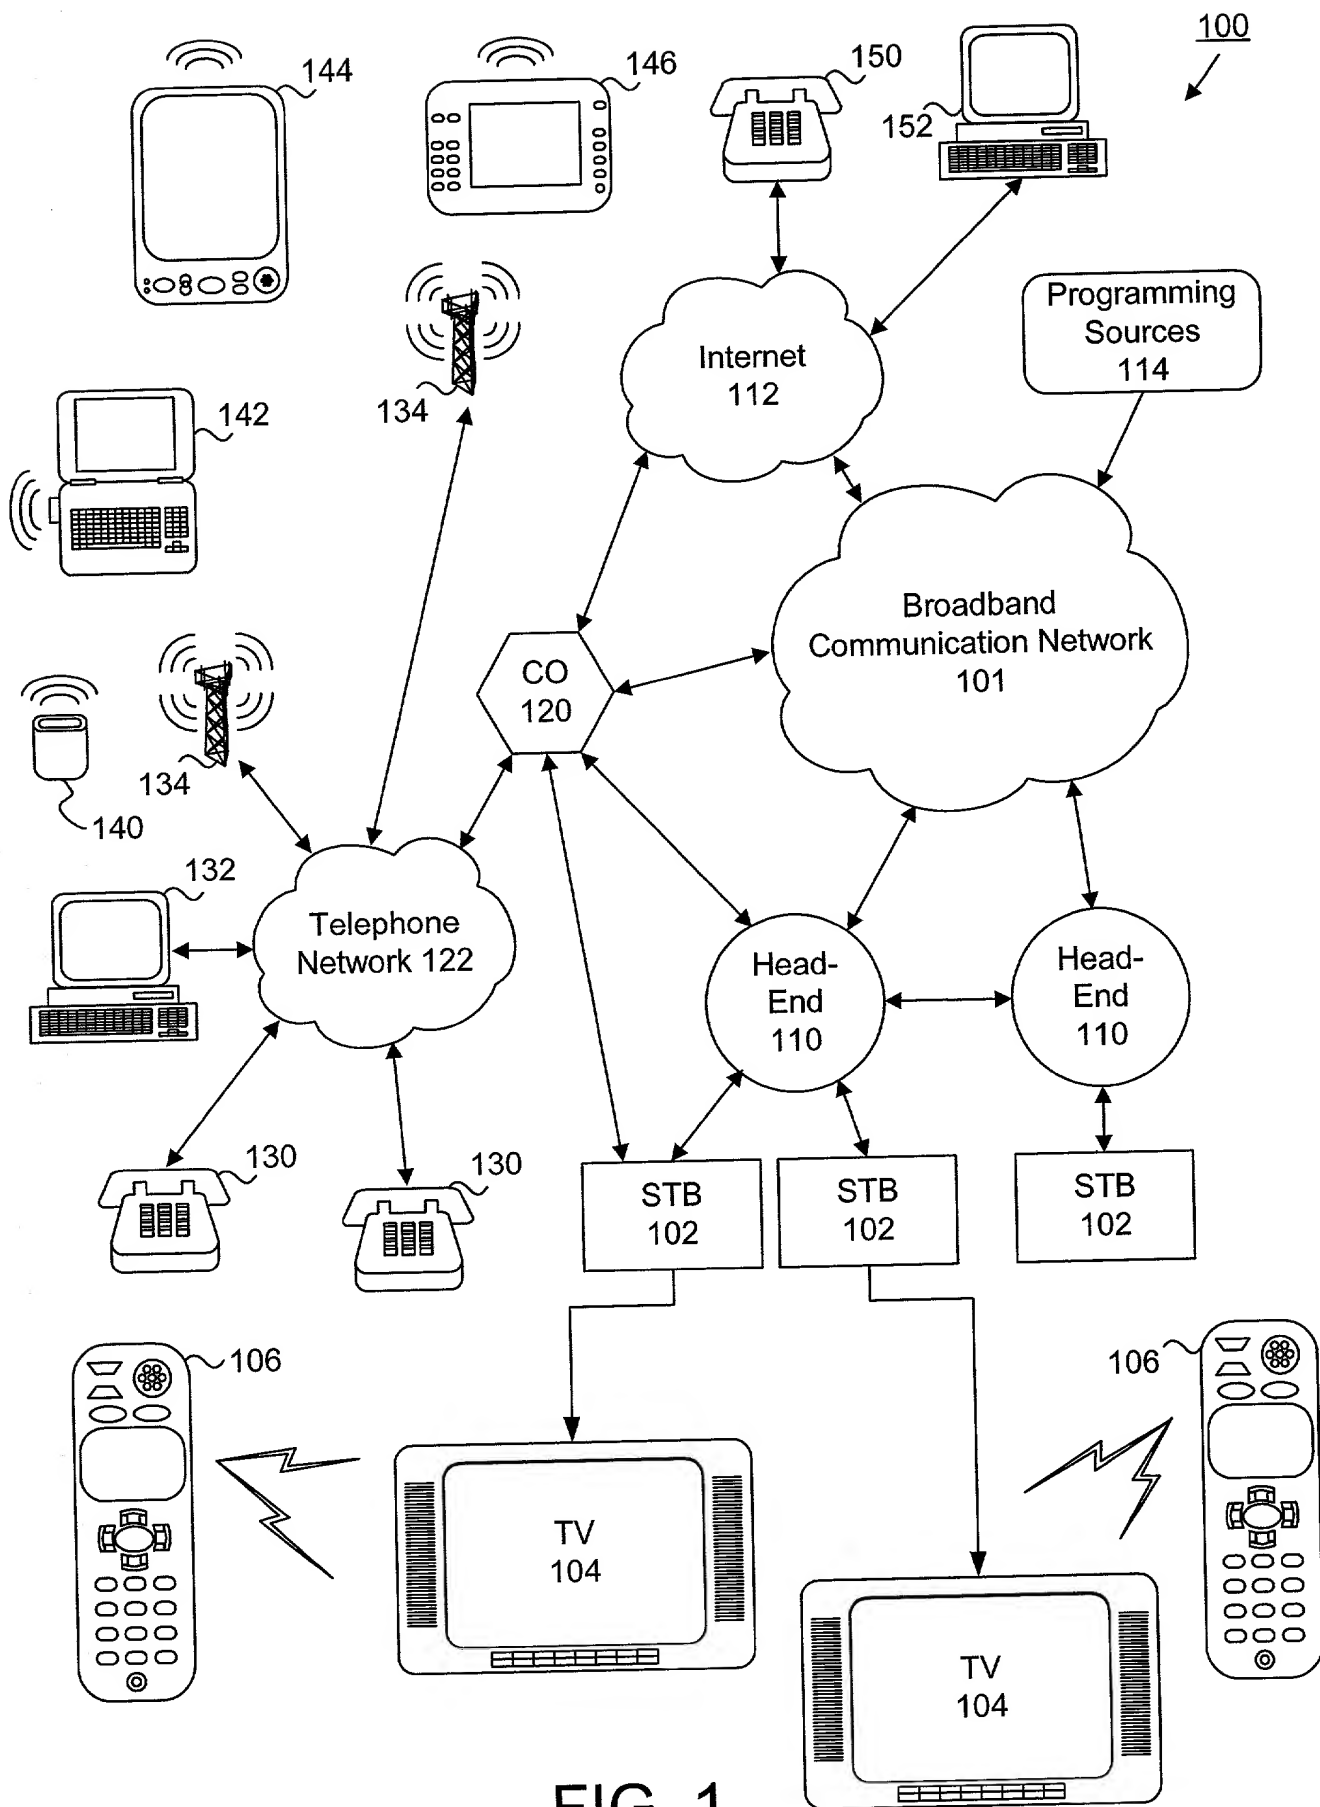 100
144
146
150
152
Programming
Sources
114
Internet
112
134
142
Broadband
Communication Network
101
CO
120
134
140
132
Telephone
Network 122
Head-
End
110
Head-
End
110
130
130
STB
102
STB
102
STB
102
106
106
TV
104
TV
104
FIG. 1